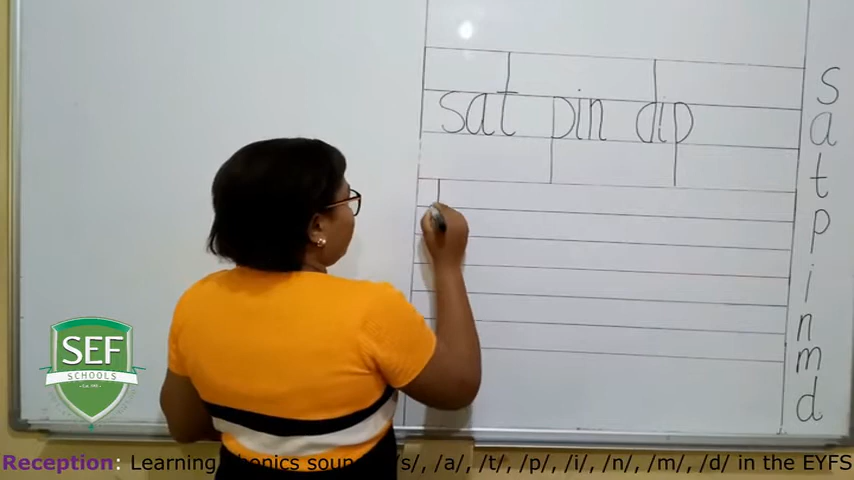 sat pin dip
s
a
t
p
i
n
m
d
SEF
SCHOOLS
Reception: Learning phonics sounds /s/, /a/, /t/, /p/, /i/, /n/, /m/, /d/ in the EYFS